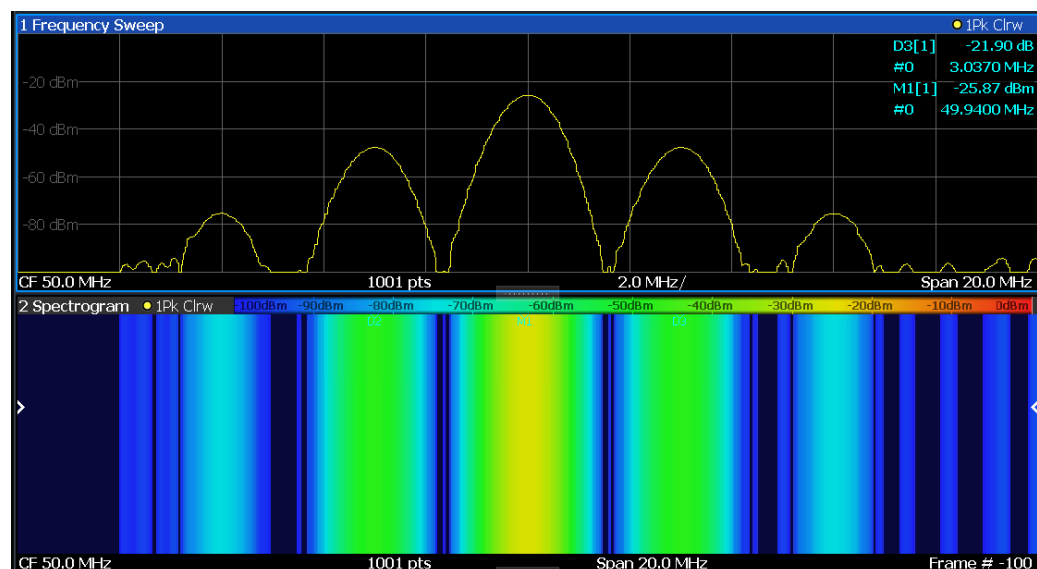 1 Frequency Sweep
1Pk Clrw
D3[1] -21.90 dB
#0 3.0370 MHz
M1[1] -25.87 dBm
#0 49.9400 MHz
-20 dBm
-40 dBm
-60 dBm
-80 dBm
CF 50.0 MHz 1001 pts 2.0 MHz/ Span 20.0 MHz
2 Spectrogram 1Pk Clrw -100dBm -90dBm -80dBm -70dBm -60dBm -50dBm -40dBm -30dBm -20dBm -10dBm 0dBm
D2 M1 D3
CF 50.0 MHz 1001 pts Span 20.0 MHz Frame # -100